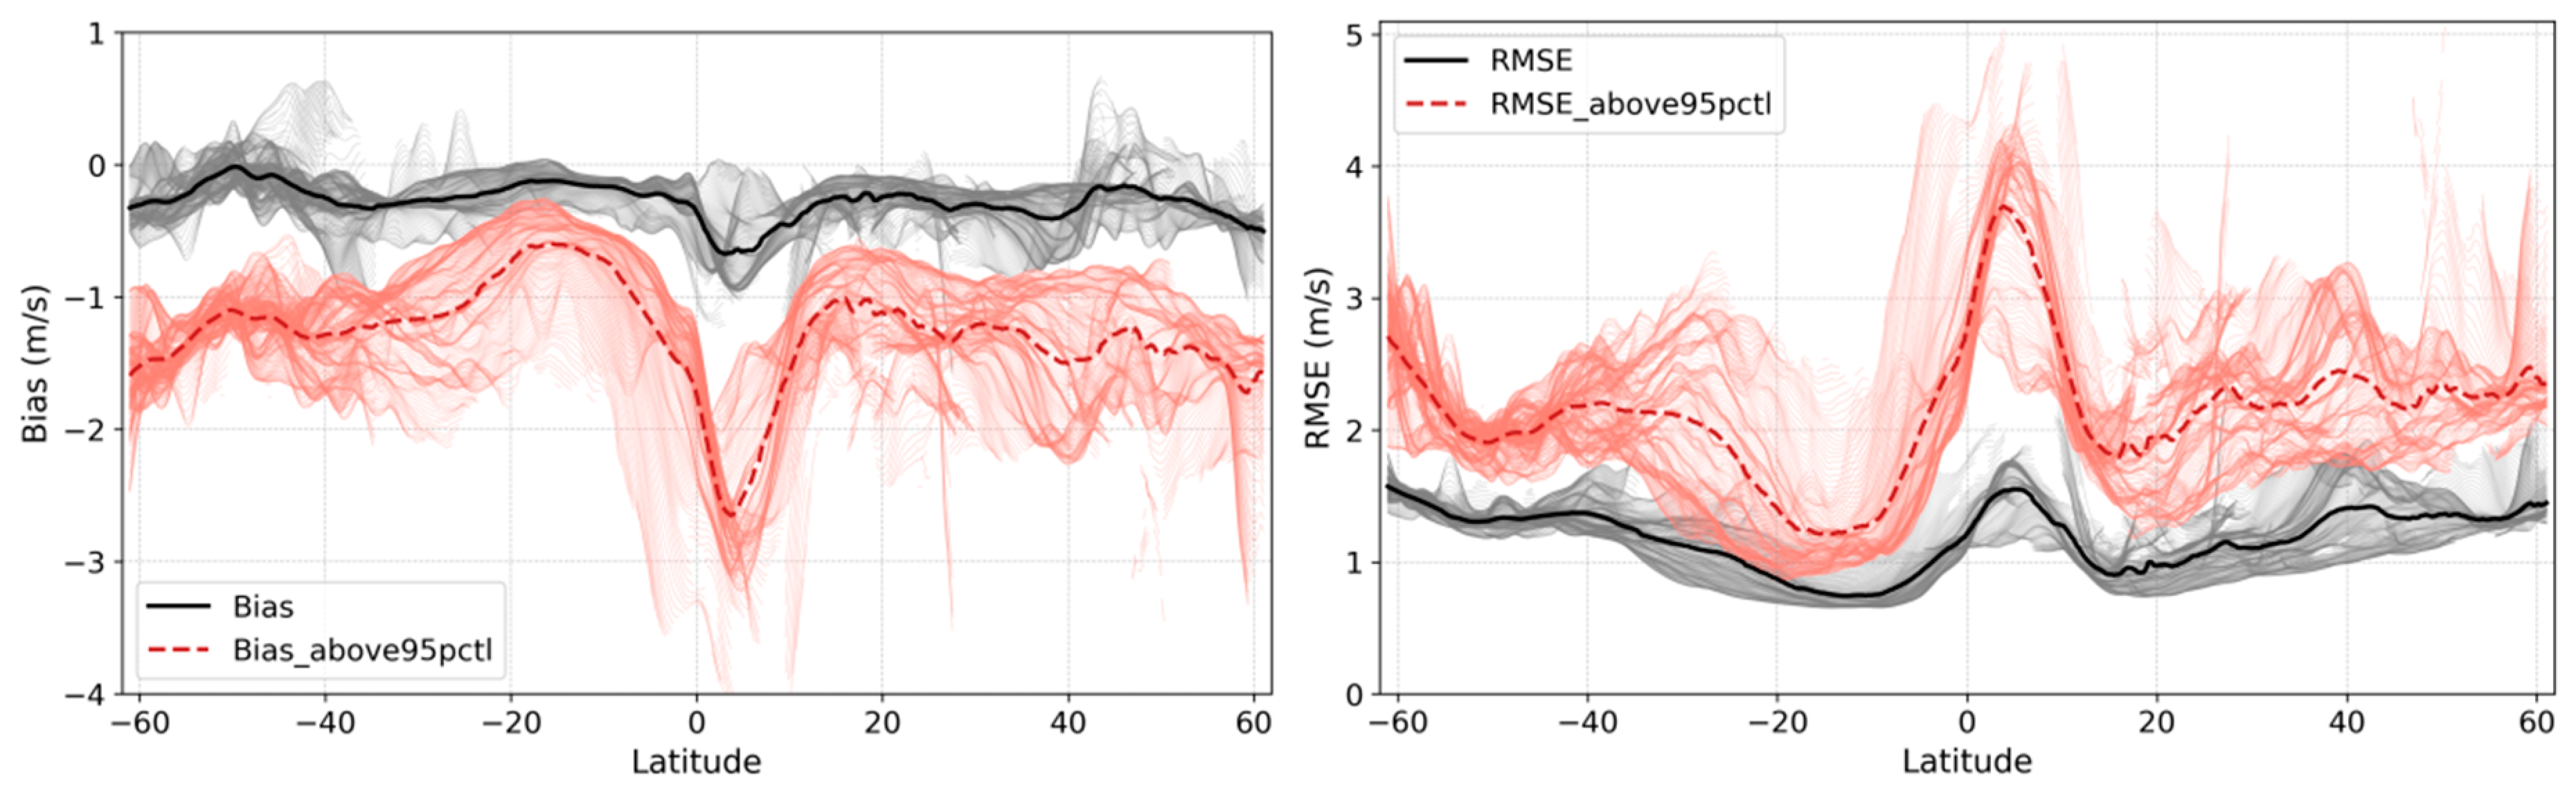 1
0
−1
−2
−3
−4
Bias (m/s)
Bias
Bias_above95pctl
−60 −40 −20 0 20 40 60
Latitude
5
4
3
2
1
0
RMSE (m/s)
RMSE
RMSE_above95pctl
−60 −40 −20 0 20 40 60
Latitude